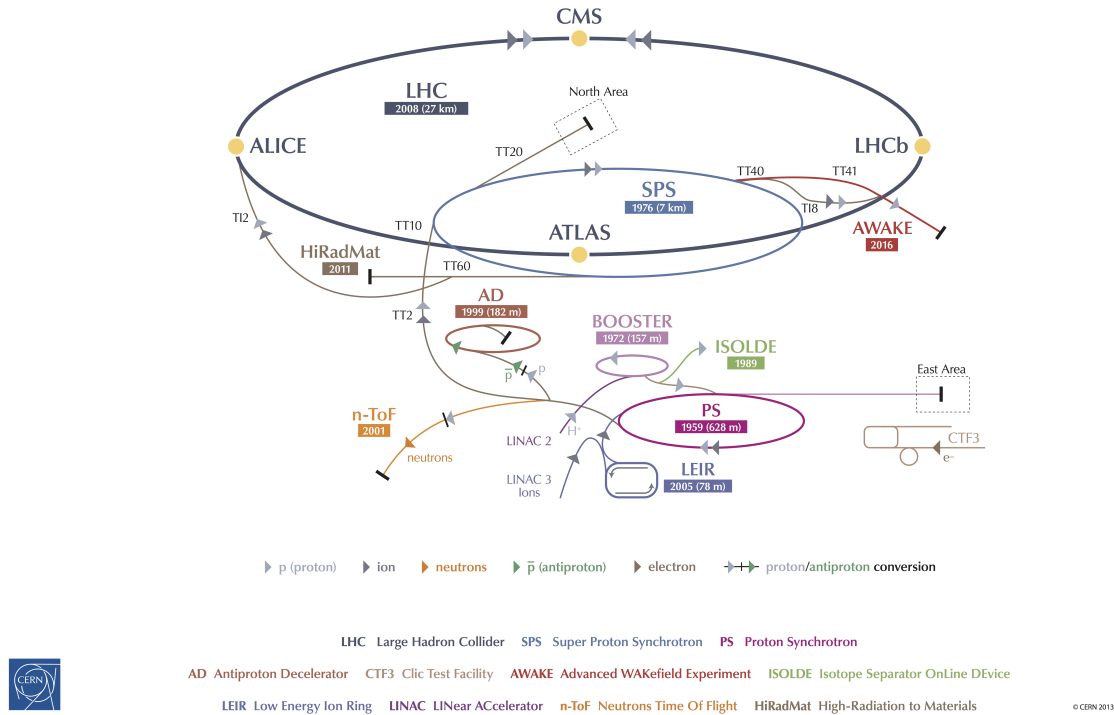 CMS
LHC
2008 (27 km)
North Area
ALICE
TT20
LHCb
TT40
TT41
SPS
1976 (7 km)
TI8
TI2
TT10
ATLAS
AWAKE
2016
HiRadMat
2011
TT60
AD
1999 (182 m)
TT2
BOOSTER
1972 (157 m)
ISOLDE
1989
p̅
p
East Area
n-ToF
2001
PS
1959 (628 m)
LINAC 2
H⁺
neutrons
CTF3
e–
LEIR
2005 (78 m)
LINAC 3
Ions
p (proton) ion neutrons p̅ (antiproton) electron proton/antiproton conversion
LHC Large Hadron Collider SPS Super Proton Synchrotron PS Proton Synchrotron
AD Antiproton Decelerator CTF3 Clic Test Facility AWAKE Advanced WAKefield Experiment ISOLDE Isotope Separator OnLine DEvice
LEIR Low Energy Ion Ring LINAC LINear ACcelerator n-ToF Neutrons Time Of Flight HiRadMat High-Radiation to Materials
CERN
© CERN 2013